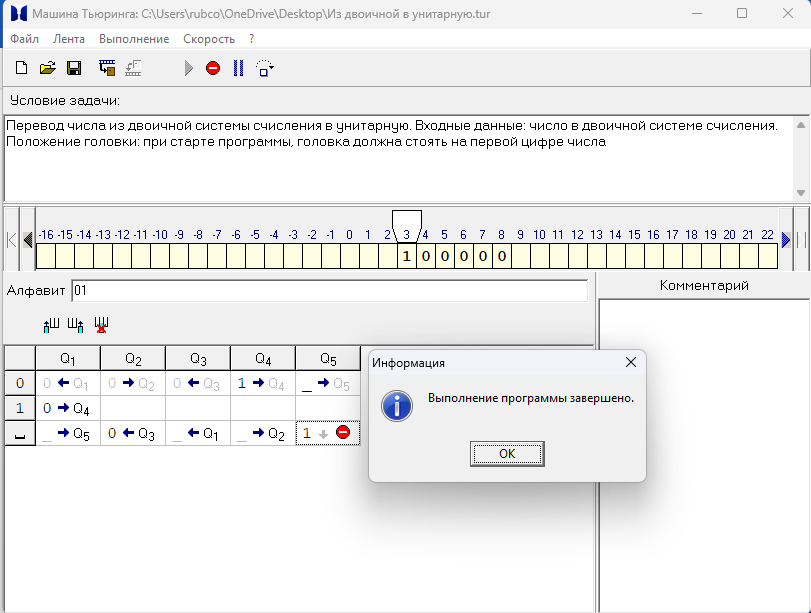 Машина Тьюринга: C:\Users\rubco\OneDrive\Desktop\Из двоичной в унитарную.tur
Файл Лента Выполнение Скорость ?
Условие задачи:
Перевод числа из двоичной системы счисления в унитарную. Входные данные: число в двоичной системе счисления.
Положение головки: при старте программы, головка должна стоять на первой цифре числа
-16 -15 -14 -13 -12 -11 -10 -9 -8 -7 -6 -5 -4 -3 -2 -1 0 1 2 3 4 5 6 7 8 9 10 11 12 13 14 15 16 17 18 19 20 21 22
1 0 0 0 0 0
Алфавит 01
Комментарий
Q1 Q2 Q3 Q4 Q5
0 0 ← Q1 0 → Q2 0 ← Q3 1 → Q4 _ → Q5
1 0 → Q4
_ → Q5 0 ← Q3 _ ← Q1 _ → Q2 1 ↓
Информация
Выполнение программы завершено.
OK